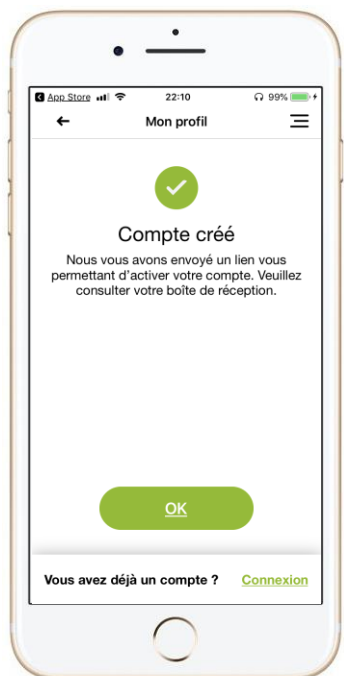 App Store 22:10 99%
Mon profil
Compte créé
Nous vous avons envoyé un lien vous
permettant d'activer votre compte. Veuillez
consulter votre boîte de réception.
OK
Vous avez déjà un compte ? Connexion